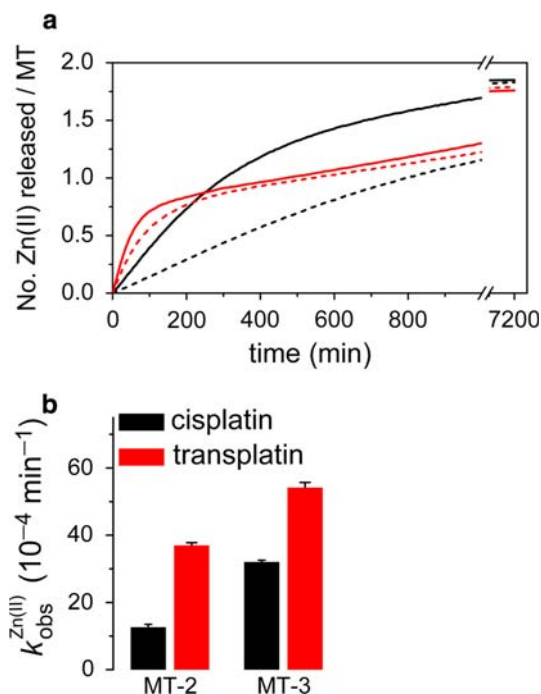 a
No. Zn(II) released / MT
2.0
1.5
1.0
0.5
0.0
0 200 400 600 800 7200
time (min)
b
cisplatin
transplatin
k_obs^Zn(II) (10⁻⁴ min⁻¹)
60
40
20
0
MT-2 MT-3